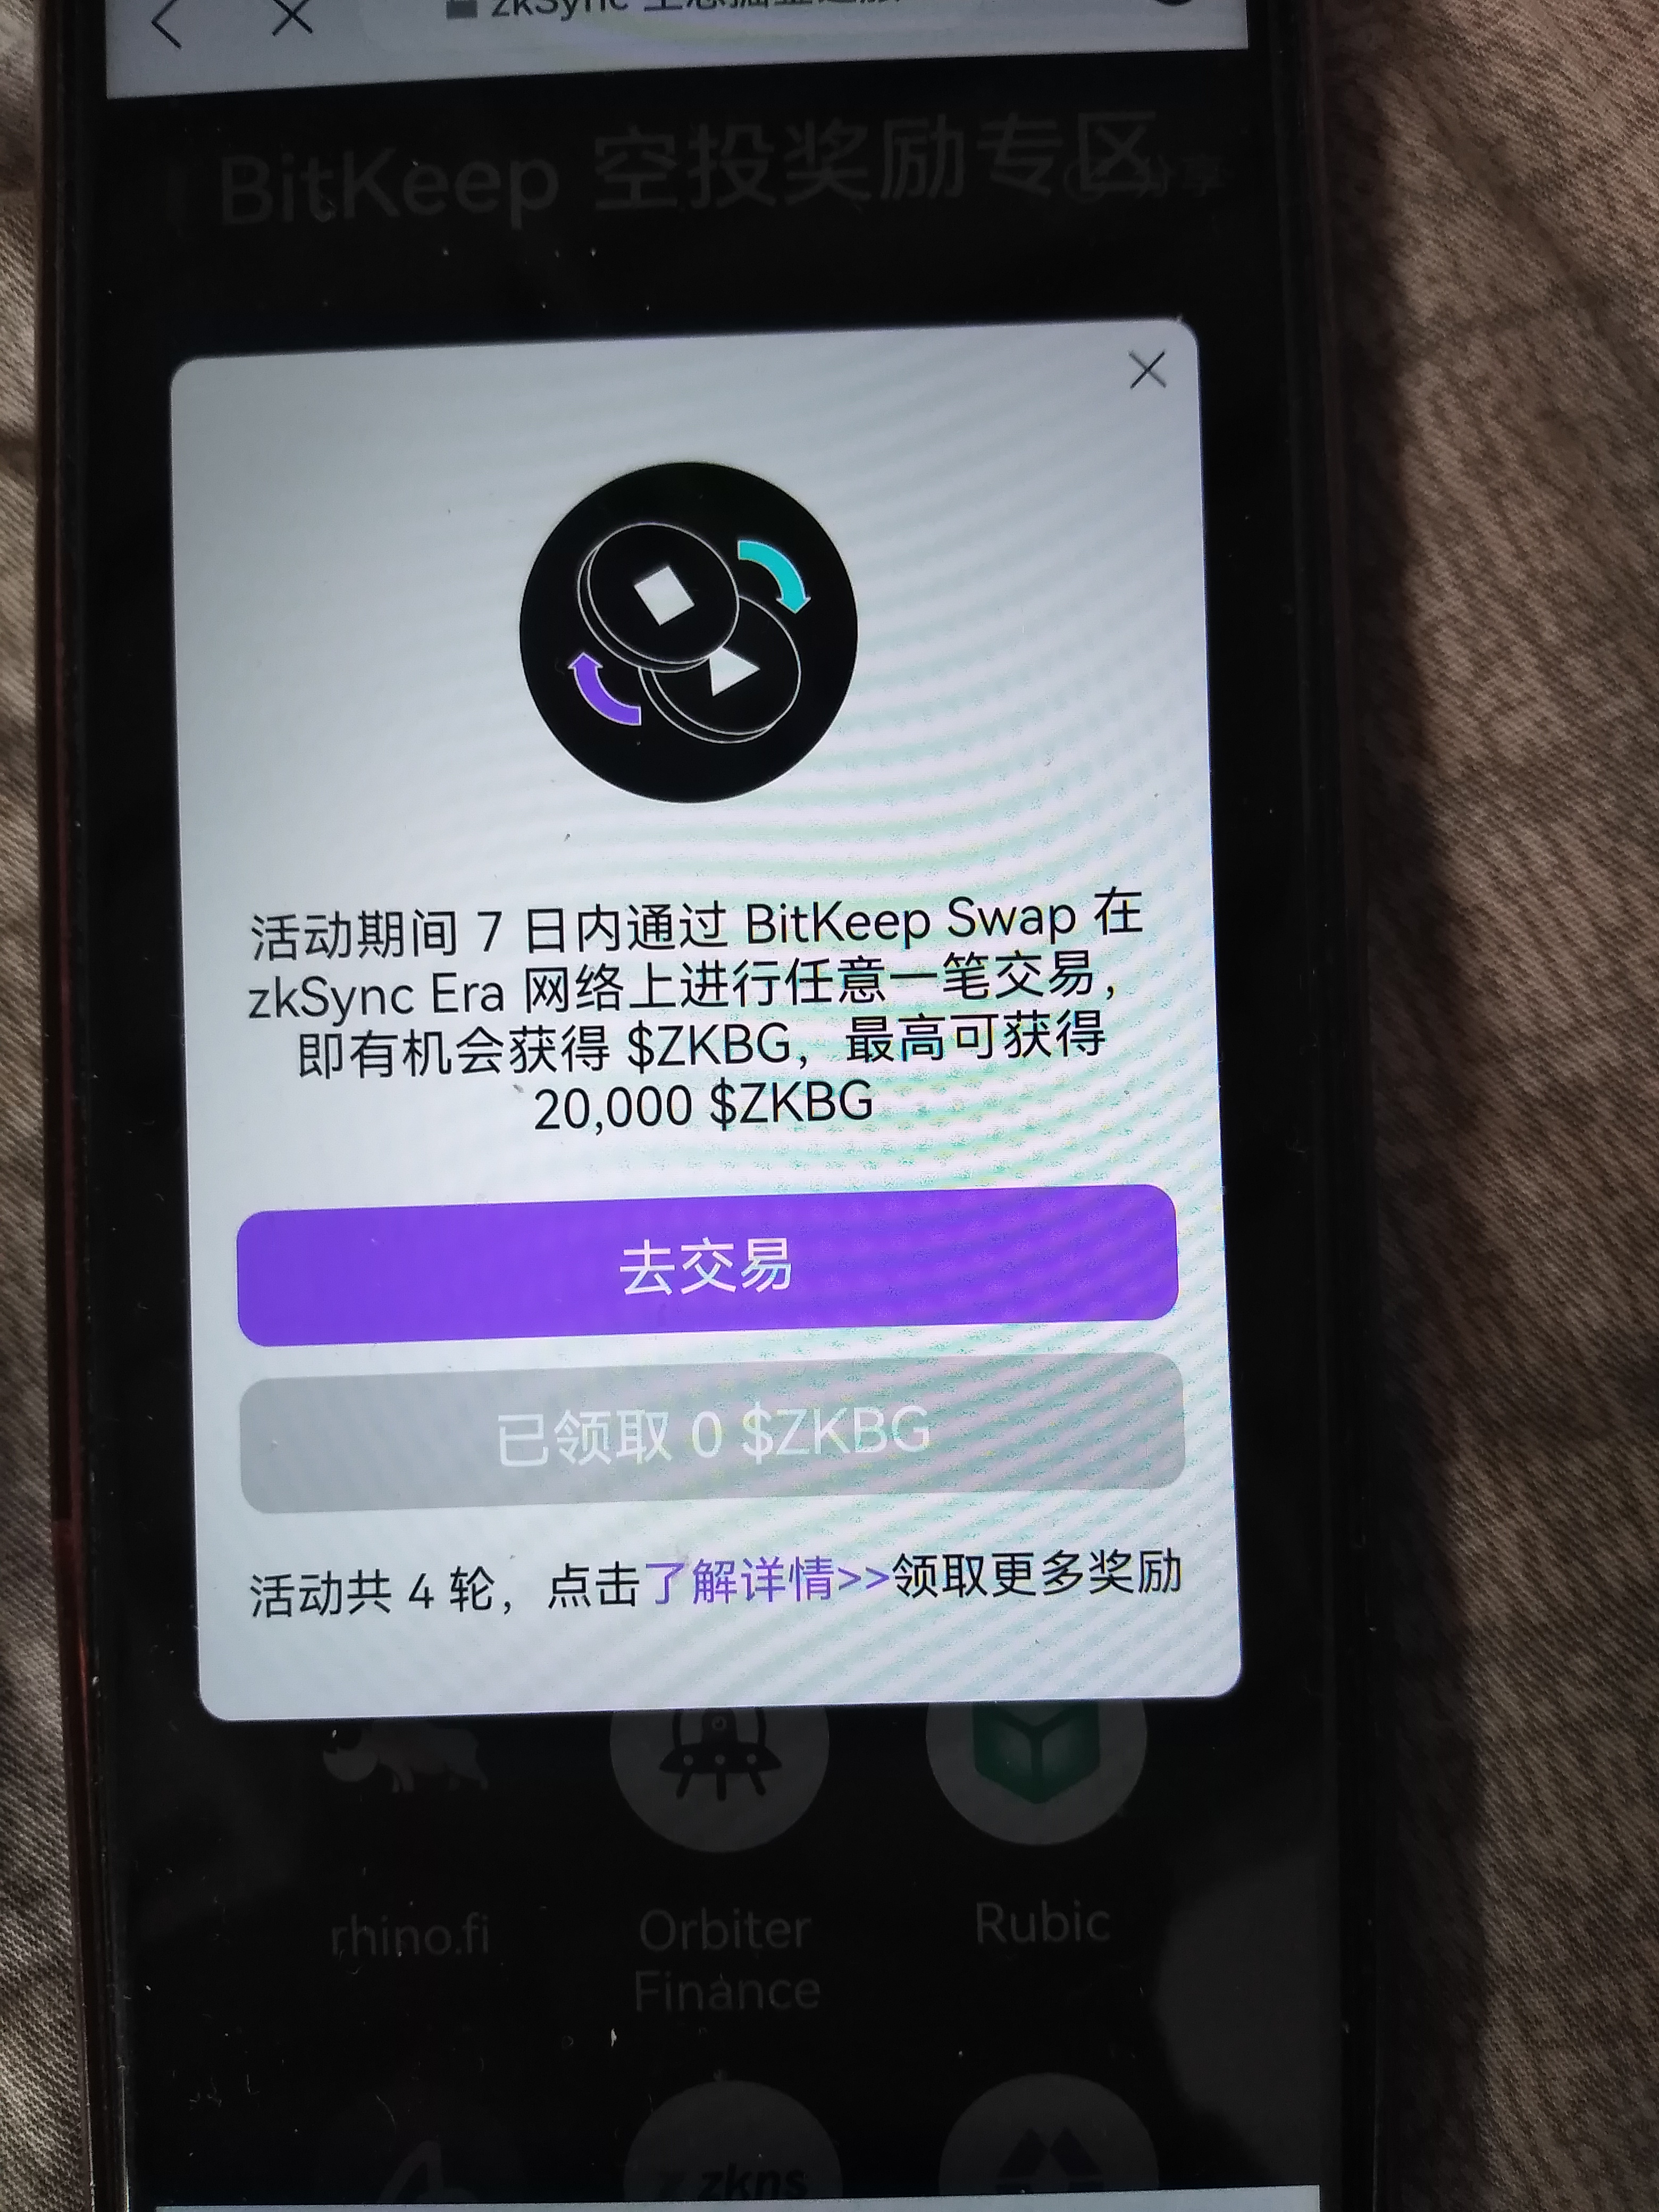 zkSync
BitKeep 空投奖励专区
分享
活动期间 7 日内通过 BitKeep Swap 在
zkSync Era 网络上进行任意一笔交易，
即有机会获得 $ZKBG，最高可获得
20,000 $ZKBG
去交易
已领取 0 $ZKBG
活动共 4 轮，点击了解详情>>领取更多奖励
rhino.fi
Orbiter
Finance
Rubic
zkns